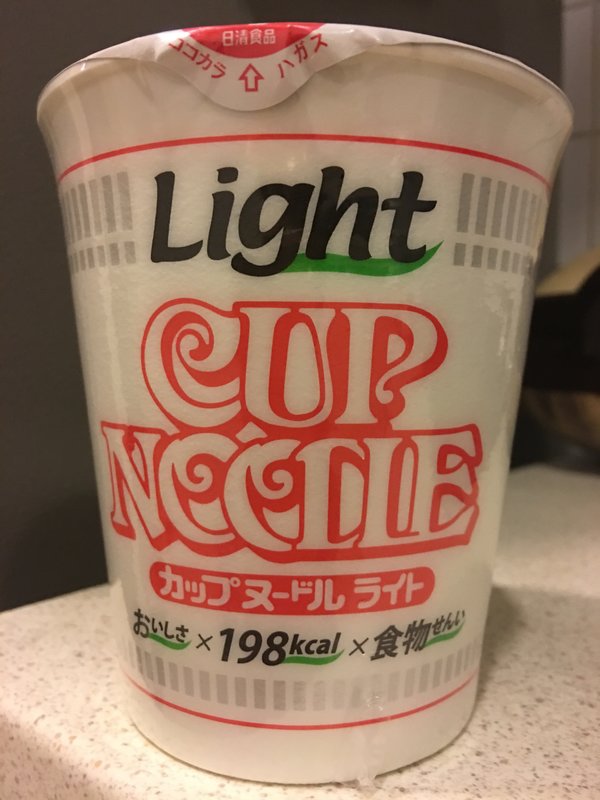 日清食品
ココカラ ハガス
Light
CUP
NOODLE
カップヌードル ライト
おいしさ×198kcal×食物せんい